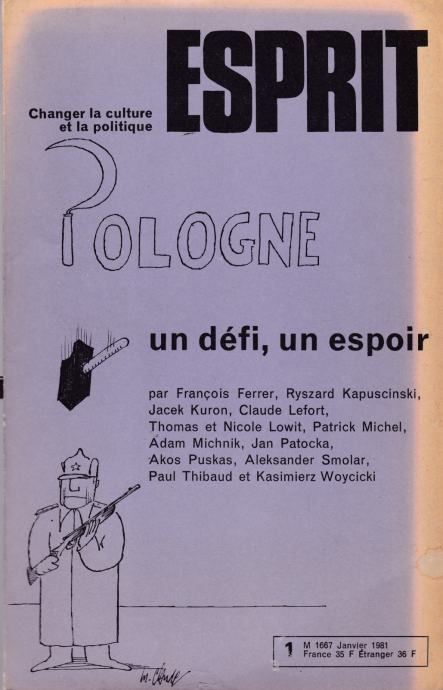 ESPRIT
Changer la culture
et la politique
POLOGNE
un défi, un espoir
par François Ferrer, Ryszard Kapuscinski,
Jacek Kuron, Claude Lefort,
Thomas et Nicole Lowit, Patrick Michel,
Adam Michnik, Jan Patocka,
Akos Puskas, Aleksander Smolar,
Paul Thibaud et Kasimierz Woycicki
1
M 1667 Janvier 1981
France 35 F Étranger 36 F